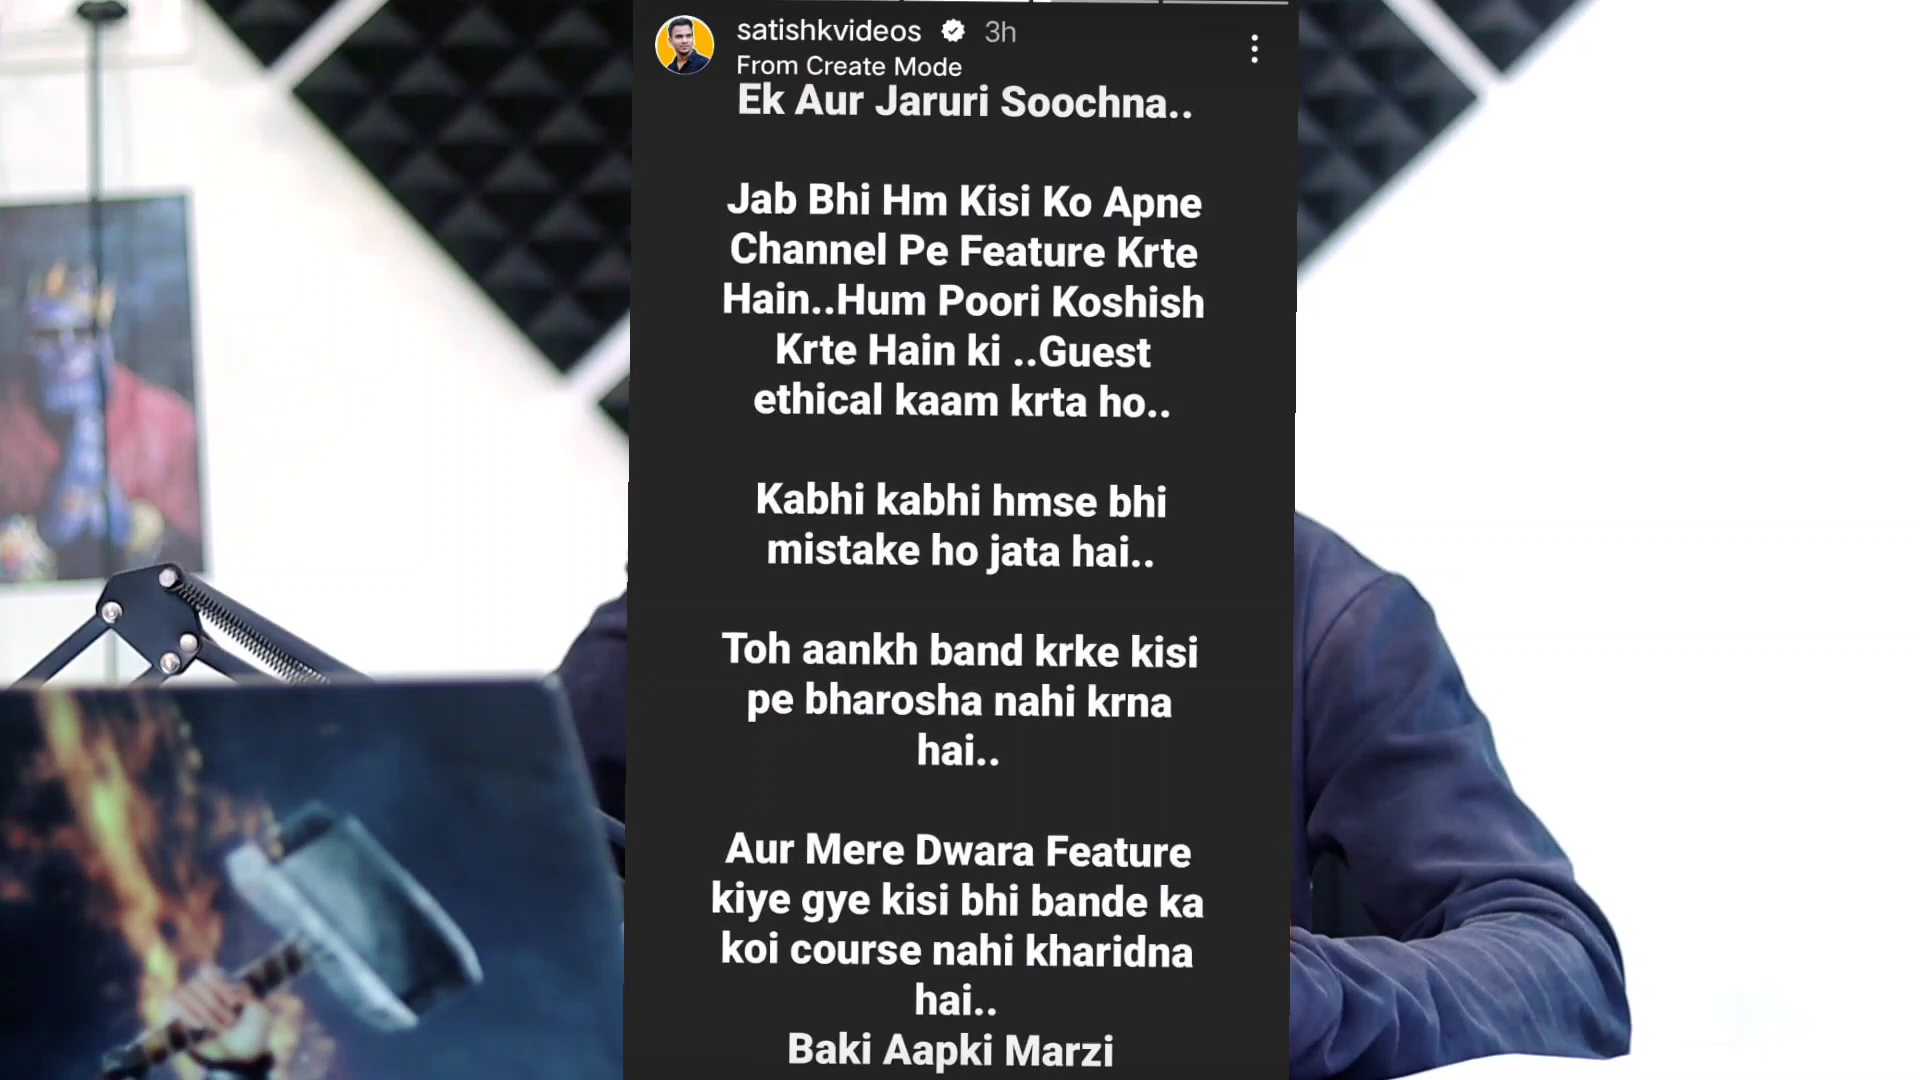 satishkvideos 3h
From Create Mode
Ek Aur Jaruri Soochna..
Jab Bhi Hm Kisi Ko Apne
Channel Pe Feature Krte
Hain..Hum Poori Koshish
Krte Hain ki ..Guest
ethical kaam krta ho..
Kabhi kabhi hmse bhi
mistake ho jata hai..
Toh aankh band krke kisi
pe bharosha nahi krna
hai..
Aur Mere Dwara Feature
kiye gye kisi bhi bande ka
koi course nahi kharidna
hai..
Baki Aapki Marzi